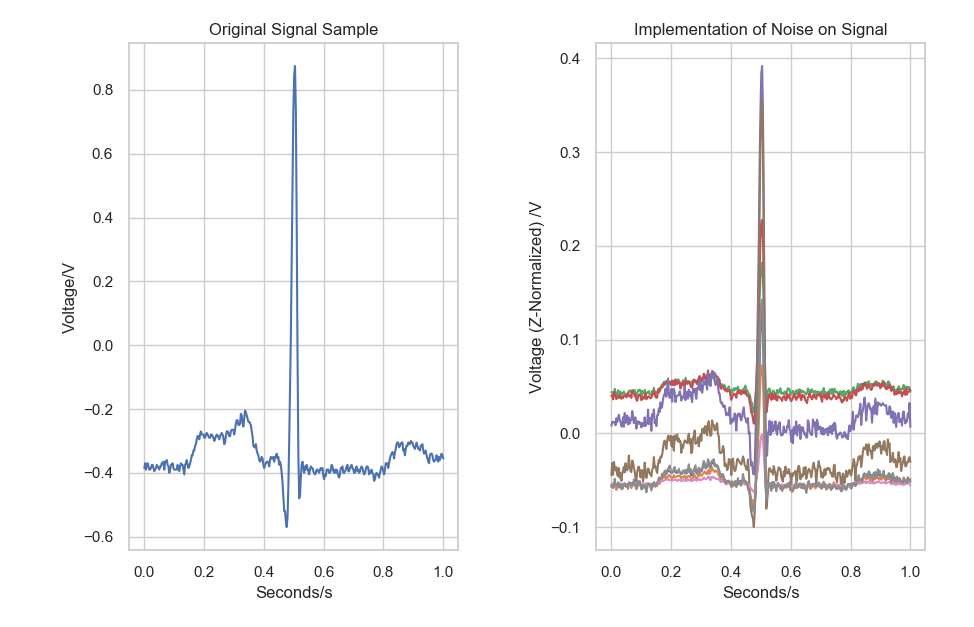 Original Signal Sample
Voltage/V
0.8
0.6
0.4
0.2
0.0
−0.2
−0.4
−0.6
0.0 0.2 0.4 0.6 0.8 1.0
Seconds/s
Implementation of Noise on Signal
Voltage (Z-Normalized) /V
0.4
0.3
0.2
0.1
0.0
−0.1
0.0 0.2 0.4 0.6 0.8 1.0
Seconds/s